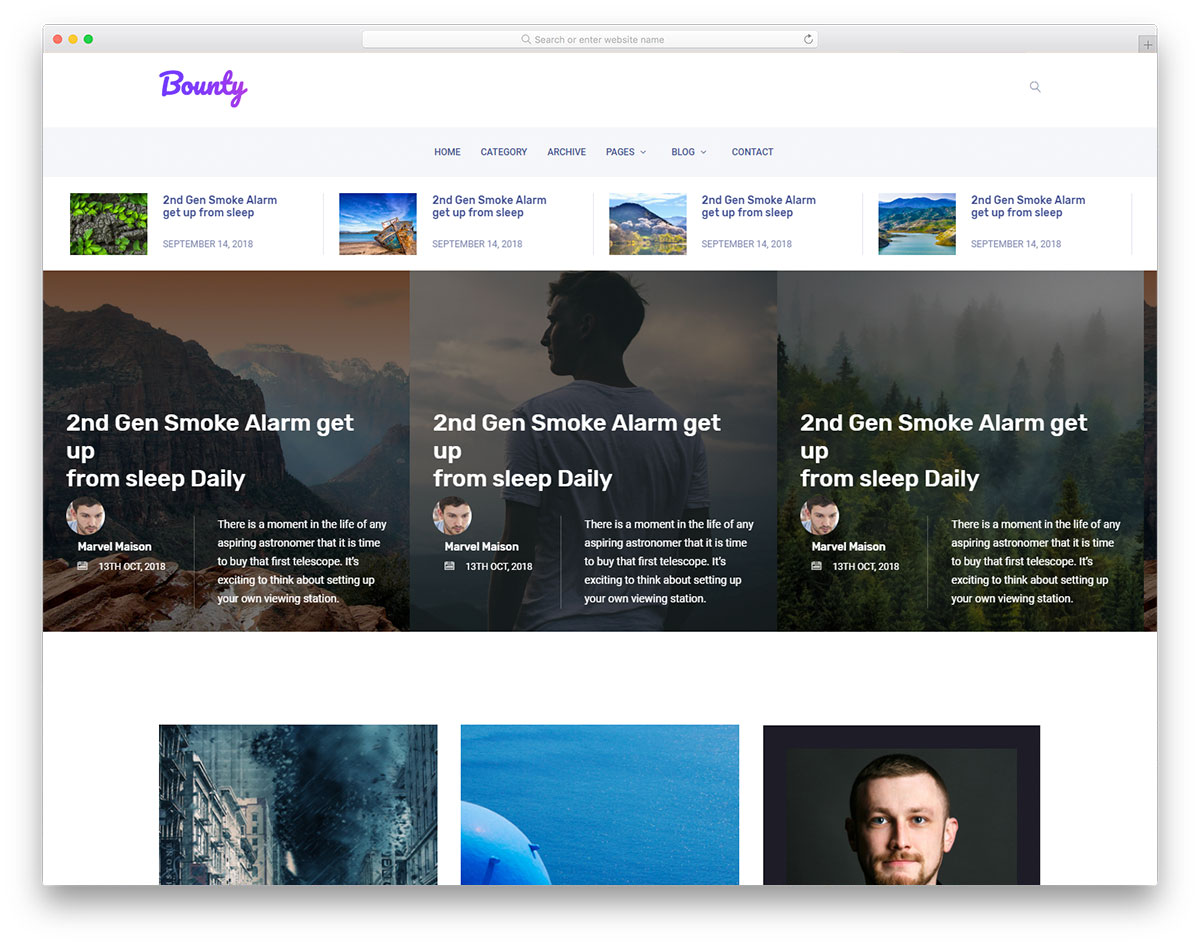 Search or enter website name
Bounty
HOME CATEGORY ARCHIVE PAGES BLOG CONTACT
2nd Gen Smoke Alarm
get up from sleep
SEPTEMBER 14, 2018
2nd Gen Smoke Alarm
get up from sleep
SEPTEMBER 14, 2018
2nd Gen Smoke Alarm
get up from sleep
SEPTEMBER 14, 2018
2nd Gen Smoke Alarm
get up from sleep
SEPTEMBER 14, 2018
2nd Gen Smoke Alarm get
up
from sleep Daily
Marvel Maison
13TH OCT, 2018
There is a moment in the life of any
aspiring astronomer that it is time
to buy that first telescope. It's
exciting to think about setting up
your own viewing station.
2nd Gen Smoke Alarm get
up
from sleep Daily
Marvel Maison
13TH OCT, 2018
There is a moment in the life of any
aspiring astronomer that it is time
to buy that first telescope. It's
exciting to think about setting up
your own viewing station.
2nd Gen Smoke Alarm get
up
from sleep Daily
Marvel Maison
13TH OCT, 2018
There is a moment in the life of any
aspiring astronomer that it is time
to buy that first telescope. It's
exciting to think about setting up
your own viewing station.